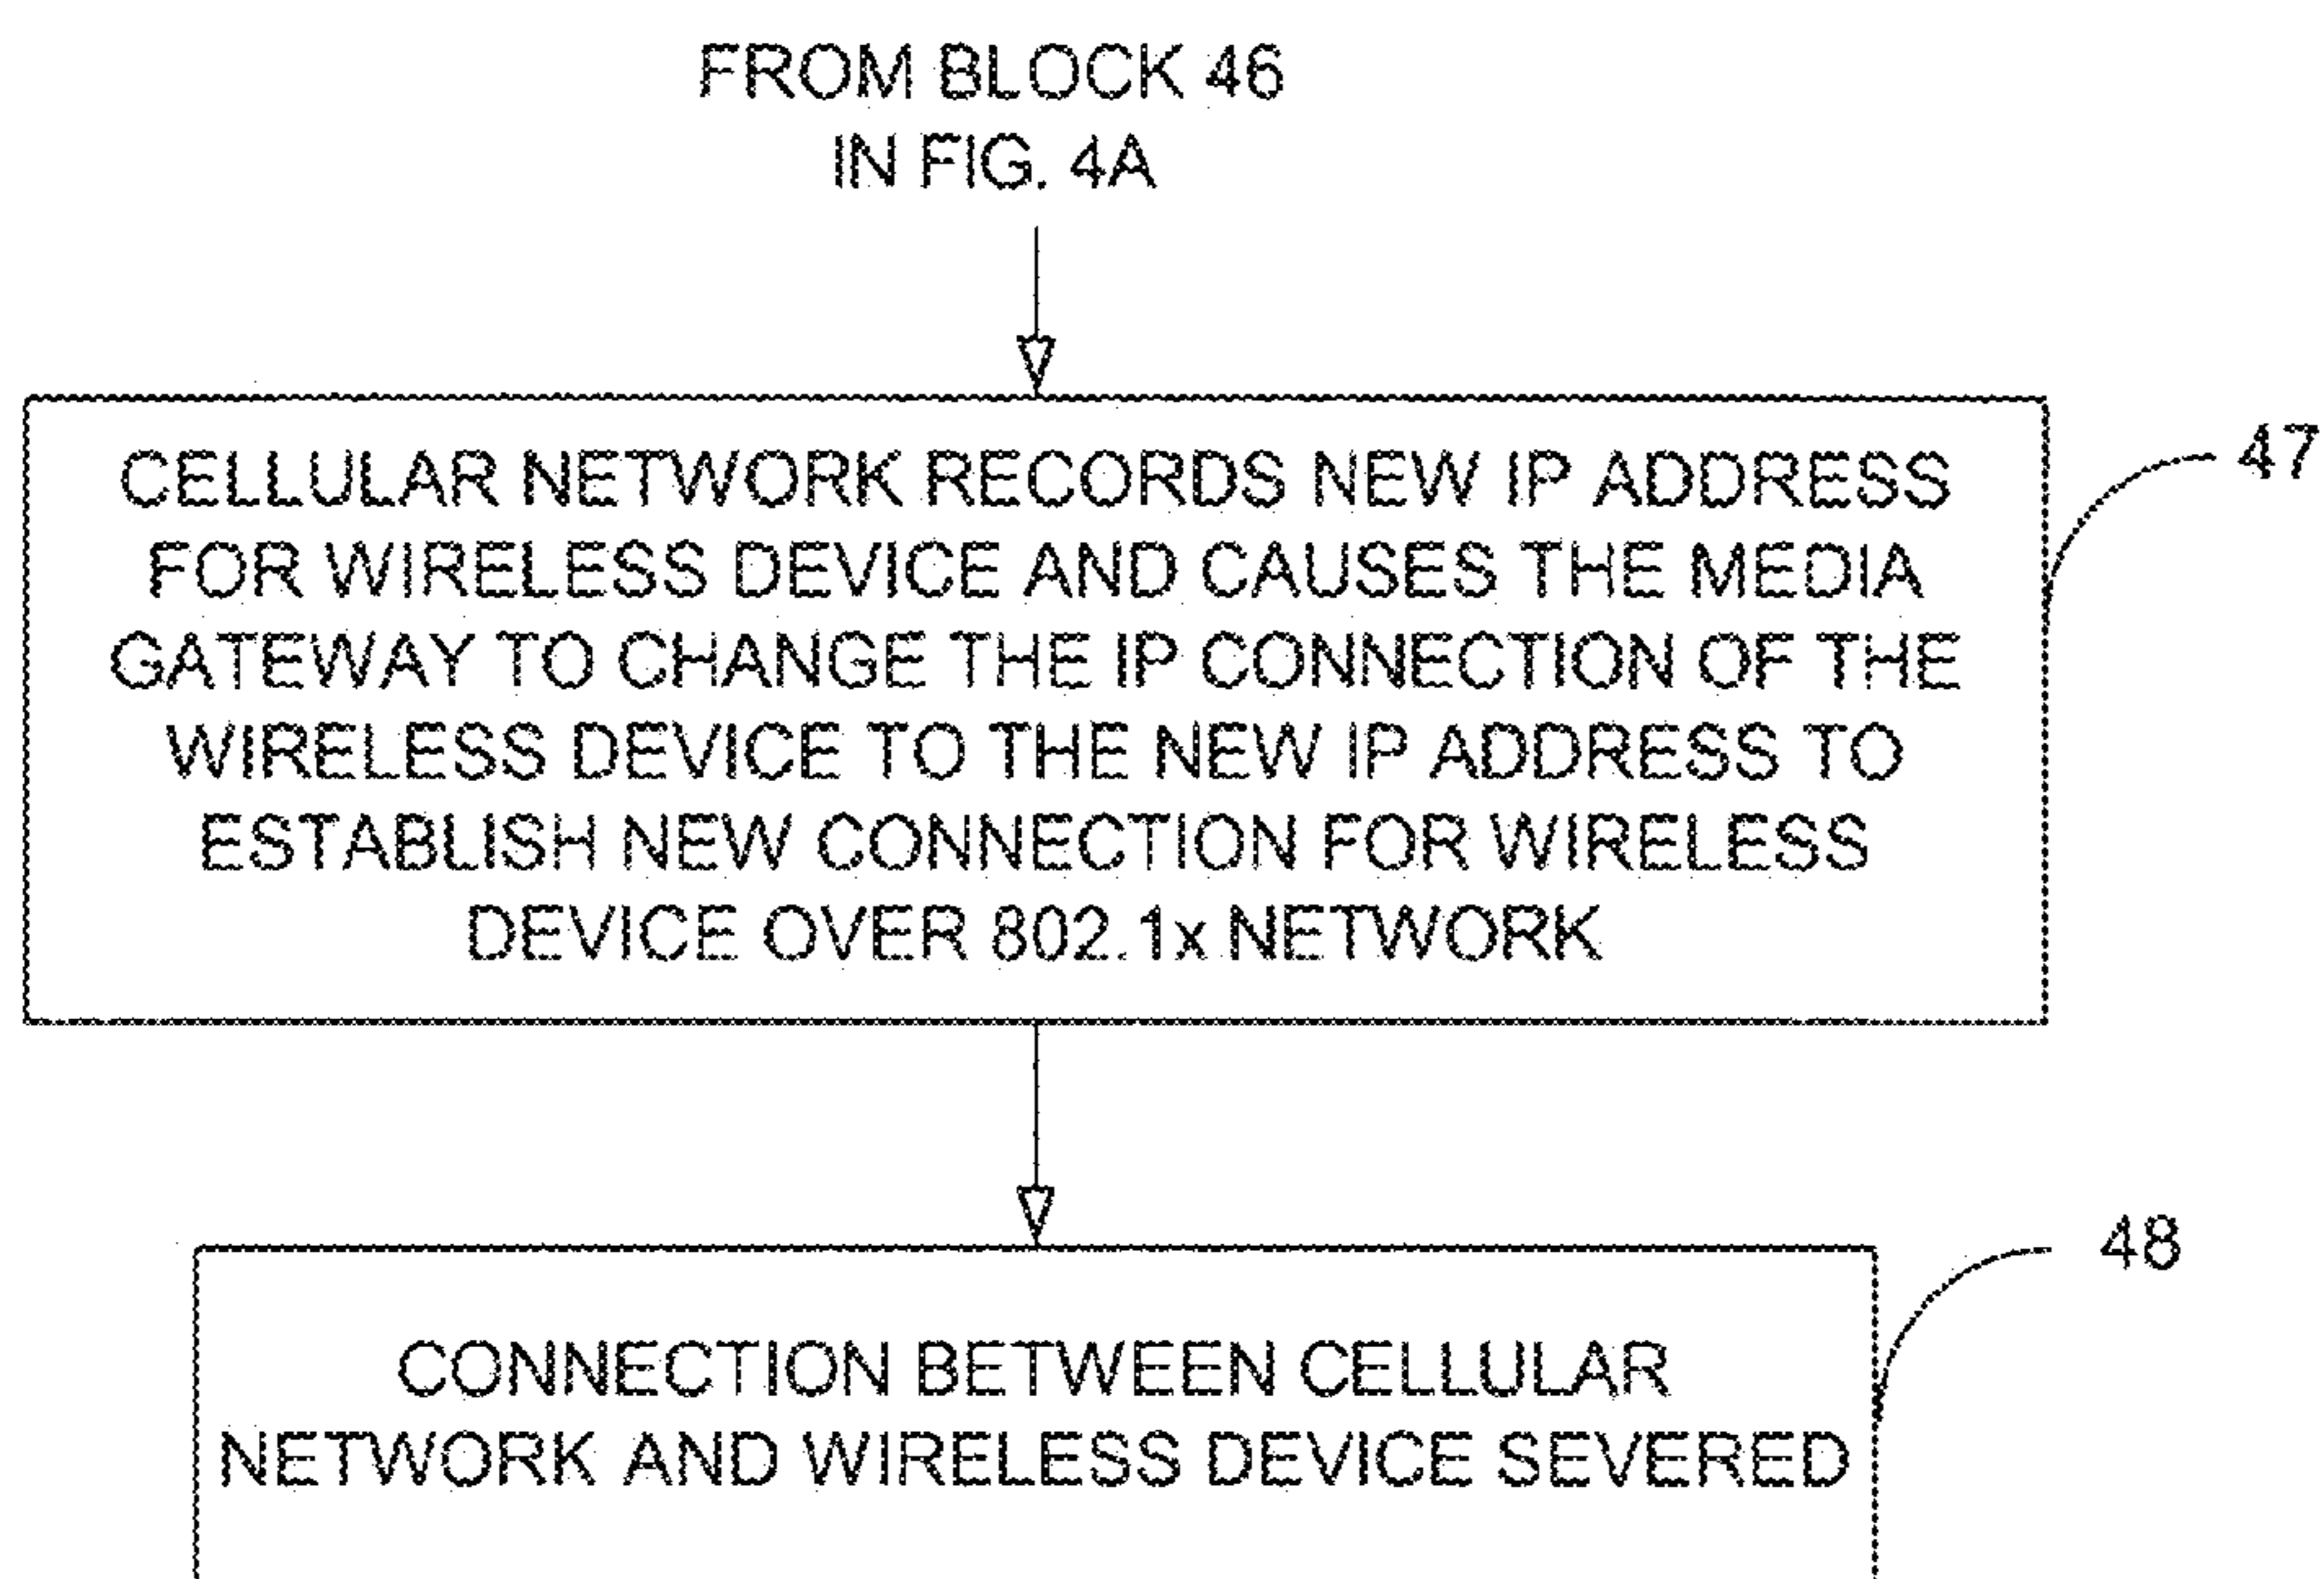 FROM BLOCK 46
IN FIG. 4A
CELLULAR NETWORK RECORDS NEW IP ADDRESS
47
FOR WIRELESS DEVICE AND CAUSES THE MEDIA
GATEWAY TO CHANGE THE IP CONNECTION OF THE
WIRELESS DEVICE TO THE NEW IP ADDRESS TO
ESTABLISH NEW CONNECTION FOR WIRELESS
DEVICE OVER 802.1x NETWORK
48
CONNECTION BETWEEN CELLULAR
NETWORK AND WIRELESS DEVICE SEVERED